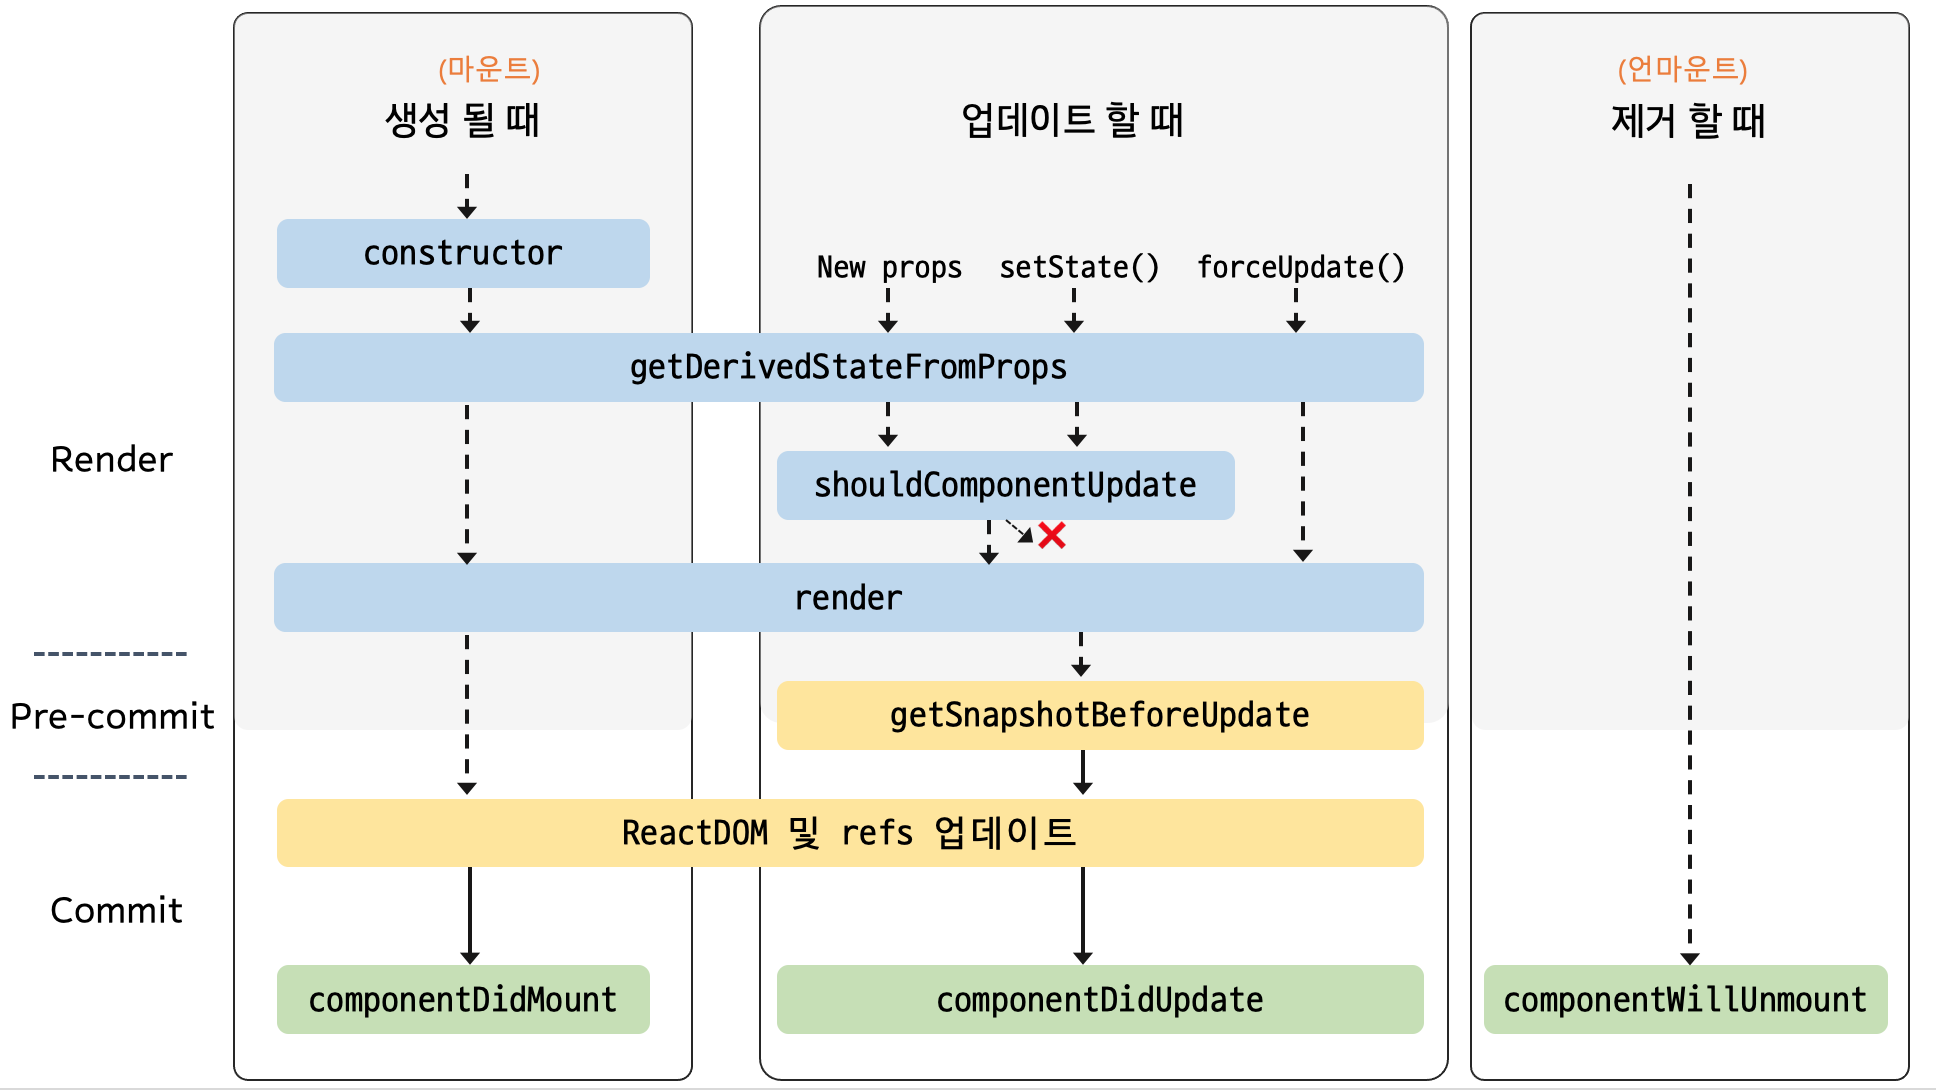 (마운트)
생성 될 때
업데이트 할 때
(언마운트)
제거 할 때
constructor
New props
setState()
forceUpdate()
getDerivedStateFromProps
Render
shouldComponentUpdate
render
Pre-commit
getSnapshotBeforeUpdate
ReactDOM 및 refs 업데이트
Commit
componentDidMount
componentDidUpdate
componentWillUnmount